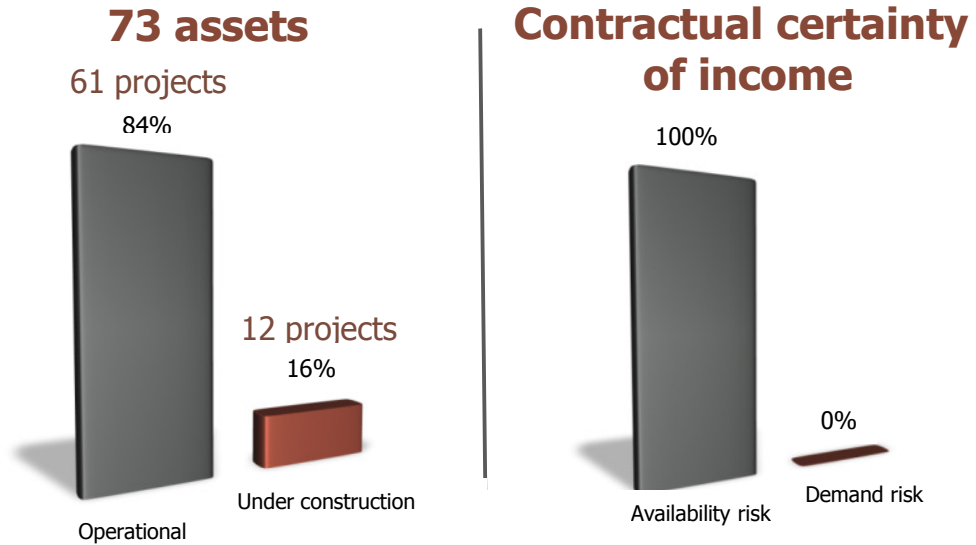 73 assets
61 projects
84%
12 projects
16%
Under construction
Operational
Contractual certainty
of income
100%
0%
Demand risk
Availability risk